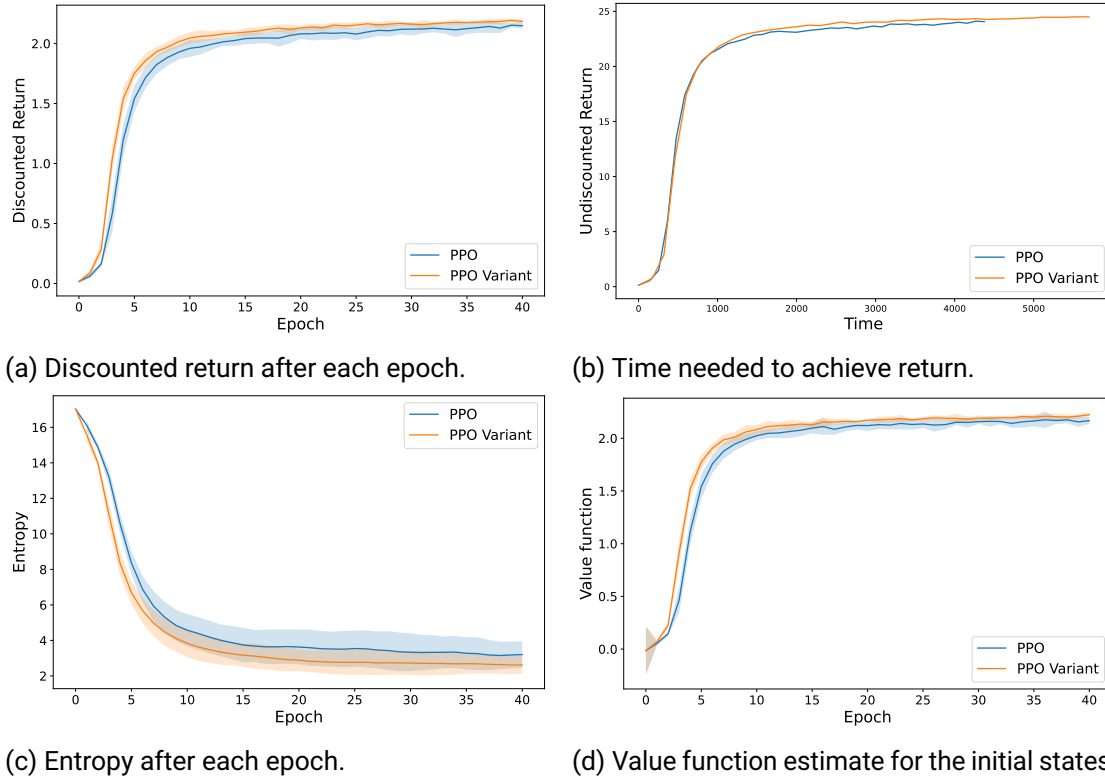 2.0
1.5
1.0
0.5
0.0
Discounted Return
PPO
PPO Variant
0 5 10 15 20 25 30 35 40
Epoch
(a) Discounted return after each epoch.
25
20
15
10
5
0
Undiscounted Return
PPO
PPO Variant
0 1000 2000 3000 4000 5000
Time
(b) Time needed to achieve return.
16
14
12
10
8
6
4
2
Entropy
PPO
PPO Variant
0 5 10 15 20 25 30 35 40
Epoch
(c) Entropy after each epoch.
2.0
1.5
1.0
0.5
0.0
Value function
PPO
PPO Variant
0 5 10 15 20 25 30 35 40
Epoch
(d) Value function estimate for the initial states